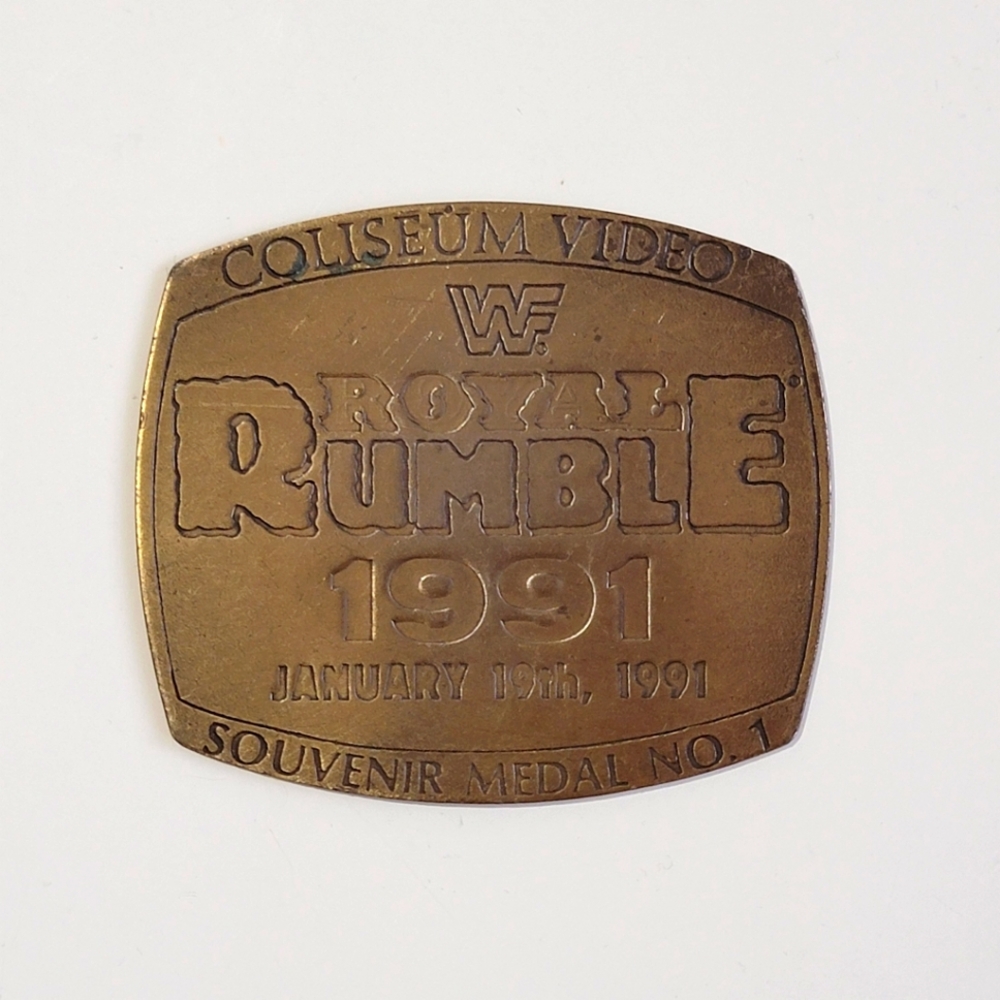 COLISEUM VIDEO®
WF®
ROYAL
RUMBLE®
1991
JANUARY 19th, 1991
SOUVENIR MEDAL NO. 1